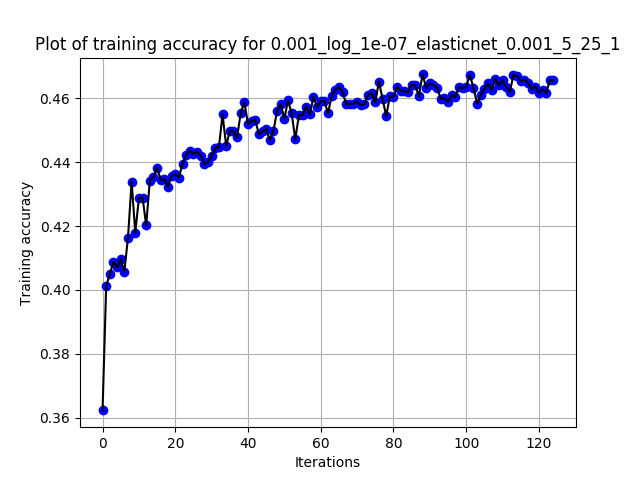 Plot of training accuracy for 0.001_log_1e-07_elasticnet_0.001_5_25_1
Training accuracy
0.46
0.44
0.42
0.40
0.38
0.36
0 20 40 60 80 100 120
Iterations